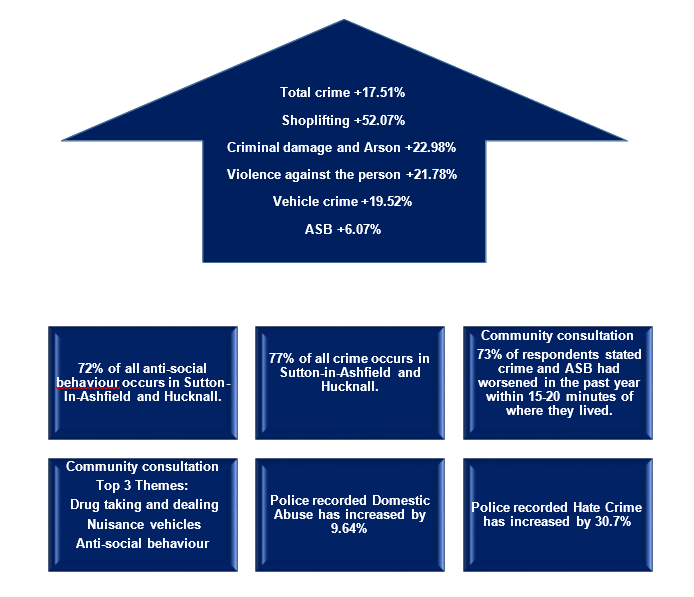 Total crime +17.51%
Shoplifting +52.07%
Criminal damage and Arson +22.98%
Violence against the person +21.78%
Vehicle crime +19.52%
ASB +6.07%
72% of all anti-social
behaviour occurs in Sutton-
In-Ashfield and Hucknall.
77% of all crime occurs in
Sutton-in-Ashfield and
Hucknall.
Community consultation
73% of respondents stated
crime and ASB had
worsened in the past year
within 15-20 minutes of
where they lived.
Community consultation
Top 3 Themes:
Drug taking and dealing
Nuisance vehicles
Anti-social behaviour
Police recorded Domestic
Abuse has increased by
9.64%
Police recorded Hate Crime
has increased by 30.7%